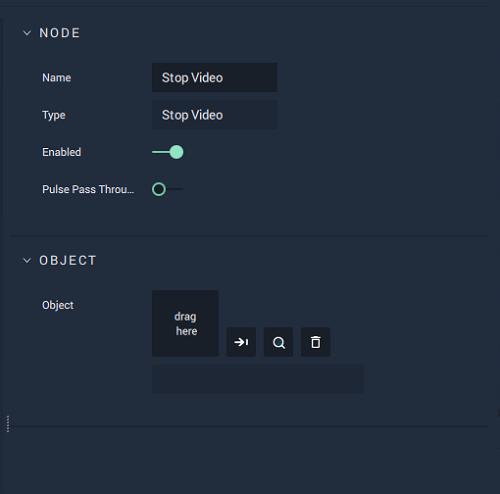 NODE
Name
Stop Video
Type
Stop Video
Enabled
Pulse Pass Throu...
OBJECT
Object
drag
here